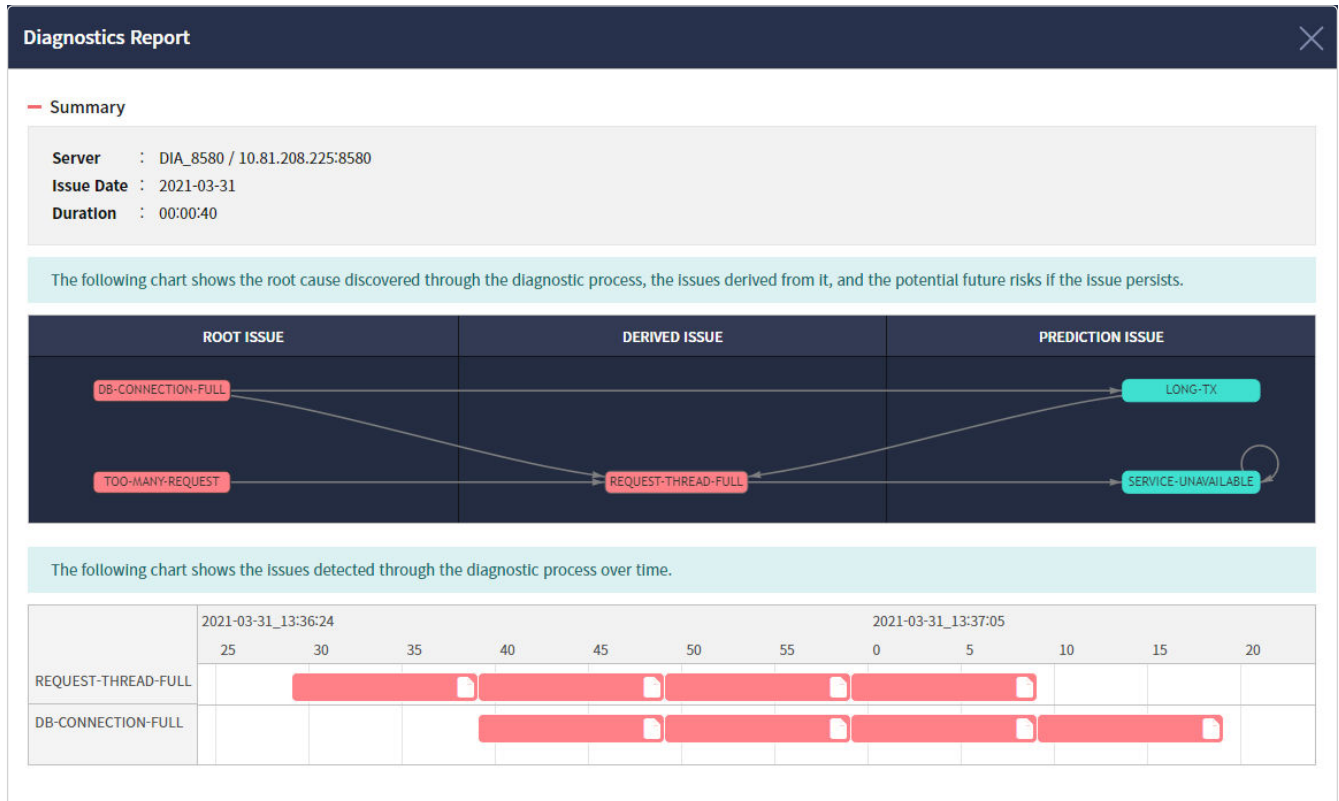 Diagnostics Report
Summary
Server : DIA_8580 / 10.81.208.225:8580
Issue Date : 2021-03-31
Duration : 00:00:40
The following chart shows the root cause discovered through the diagnostic process, the issues derived from it, and the potential future risks if the issue persists.
ROOT ISSUE DERIVED ISSUE PREDICTION ISSUE
DB-CONNECTION-FULL LONG-TX
TOO-MANY-REQUEST REQUEST-THREAD-FULL SERVICE-UNAVAILABLE
The following chart shows the issues detected through the diagnostic process over time.
2021-03-31_13:36:24 2021-03-31_13:37:05
25 30 35 40 45 50 55 0 5 10 15 20
REQUEST-THREAD-FULL
DB-CONNECTION-FULL